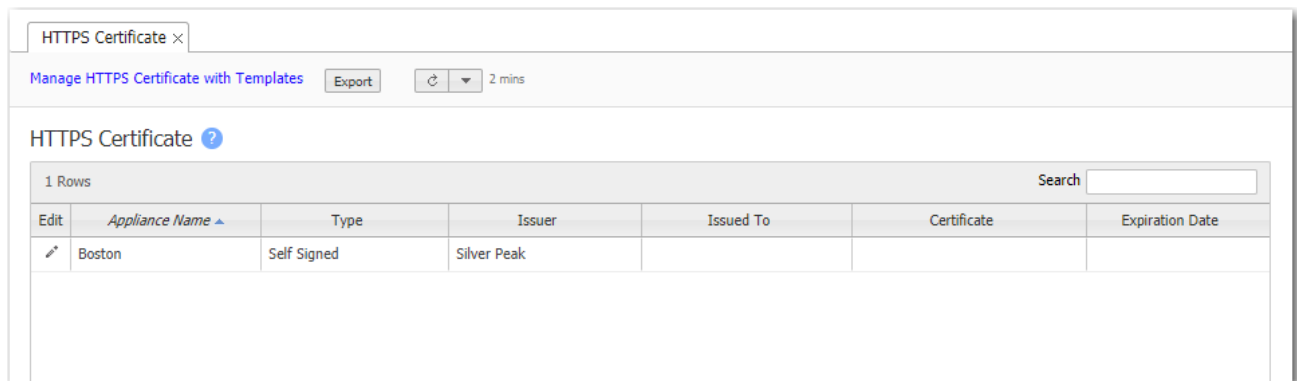 HTTPS Certificate ×
Manage HTTPS Certificate with Templates Export 2 mins
HTTPS Certificate ?
1 Rows Search
Edit Appliance Name Type Issuer Issued To Certificate Expiration Date
Boston Self Signed Silver Peak